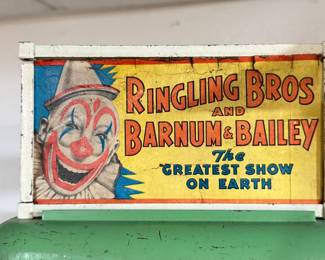 RINGLING BROS
AND
BARNUM & BAILEY
The
GREATEST SHOW
ON EARTH